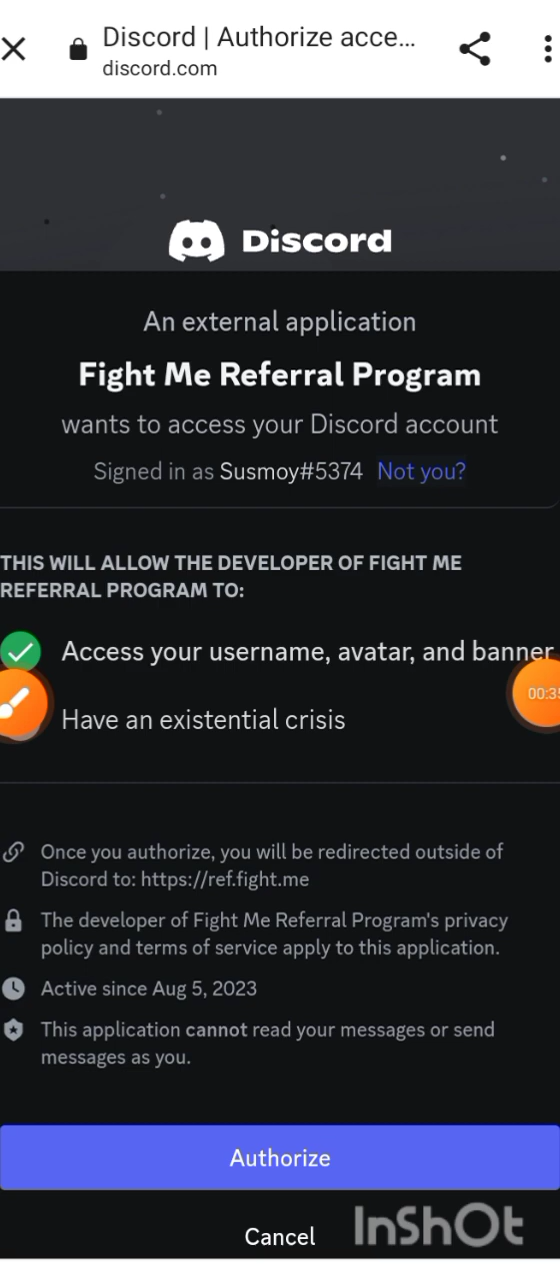 Discord | Authorize acce...
discord.com
Discord
An external application
Fight Me Referral Program
wants to access your Discord account
Signed in as Susmoy#5374 Not you?
THIS WILL ALLOW THE DEVELOPER OF FIGHT ME
REFERRAL PROGRAM TO:
Access your username, avatar, and banner
00:35
Have an existential crisis
Once you authorize, you will be redirected outside of
Discord to: https://ref.fight.me
The developer of Fight Me Referral Program's privacy
policy and terms of service apply to this application.
Active since Aug 5, 2023
This application cannot read your messages or send
messages as you.
Authorize
Cancel
InShOt